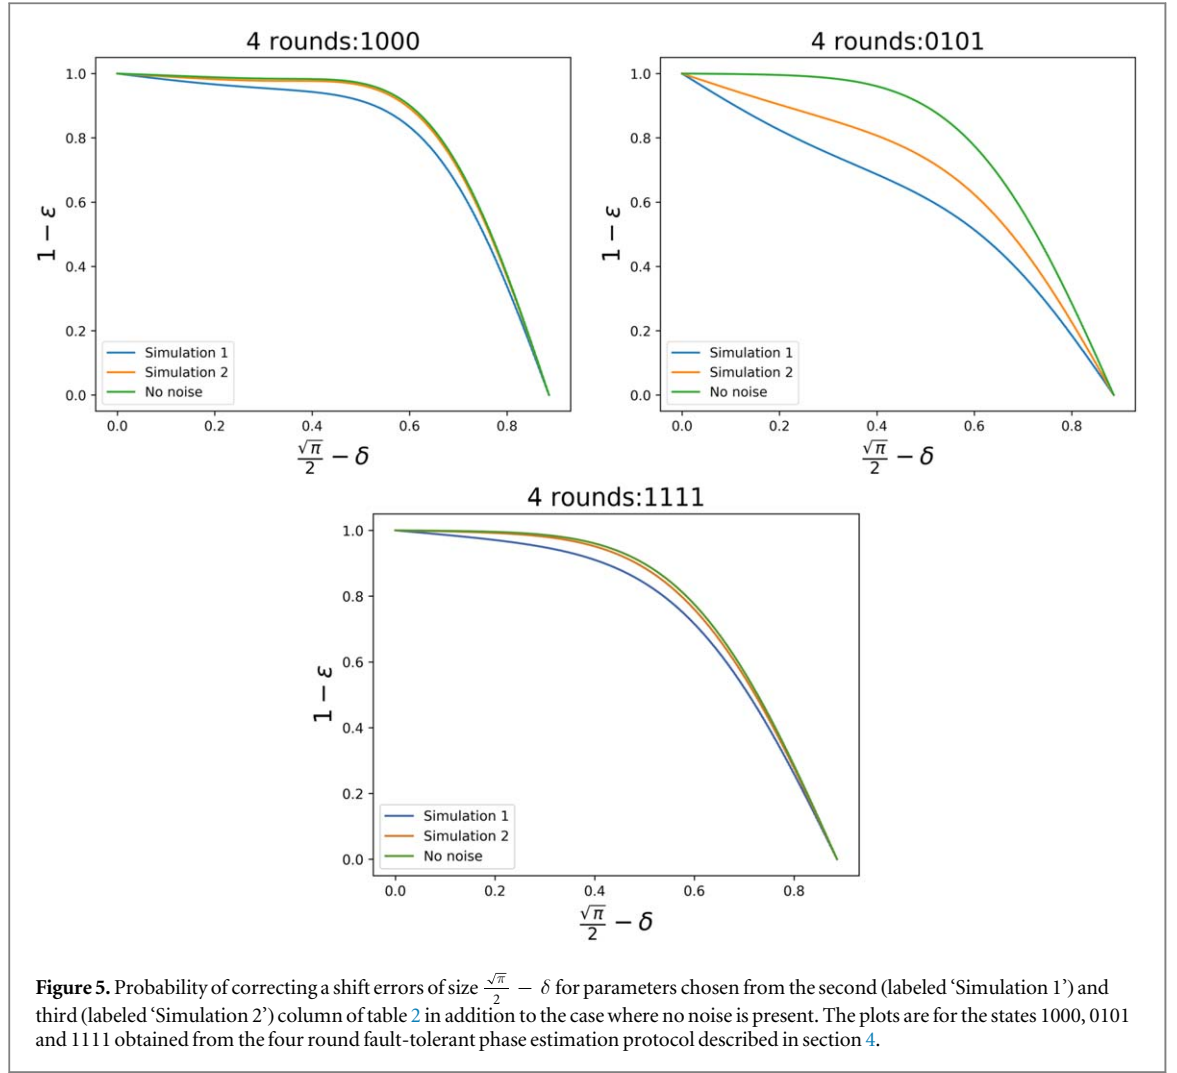 4 rounds:1000
1 − ε
1.0
0.8
0.6
0.4
0.2
0.0
Simulation 1
Simulation 2
No noise
0.0 0.2 0.4 0.6 0.8
√π/2 − δ
4 rounds:0101
1 − ε
1.0
0.8
0.6
0.4
0.2
0.0
Simulation 1
Simulation 2
No noise
0.0 0.2 0.4 0.6 0.8
√π/2 − δ
4 rounds:1111
1 − ε
1.0
0.8
0.6
0.4
0.2
0.0
Simulation 1
Simulation 2
No noise
0.0 0.2 0.4 0.6 0.8
√π/2 − δ
Figure 5. Probability of correcting a shift errors of size √π/2 − δ for parameters chosen from the second (labeled ‘Simulation 1’) and
third (labeled ‘Simulation 2’) column of table 2 in addition to the case where no noise is present. The plots are for the states 1000, 0101
and 1111 obtained from the four round fault-tolerant phase estimation protocol described in section 4.